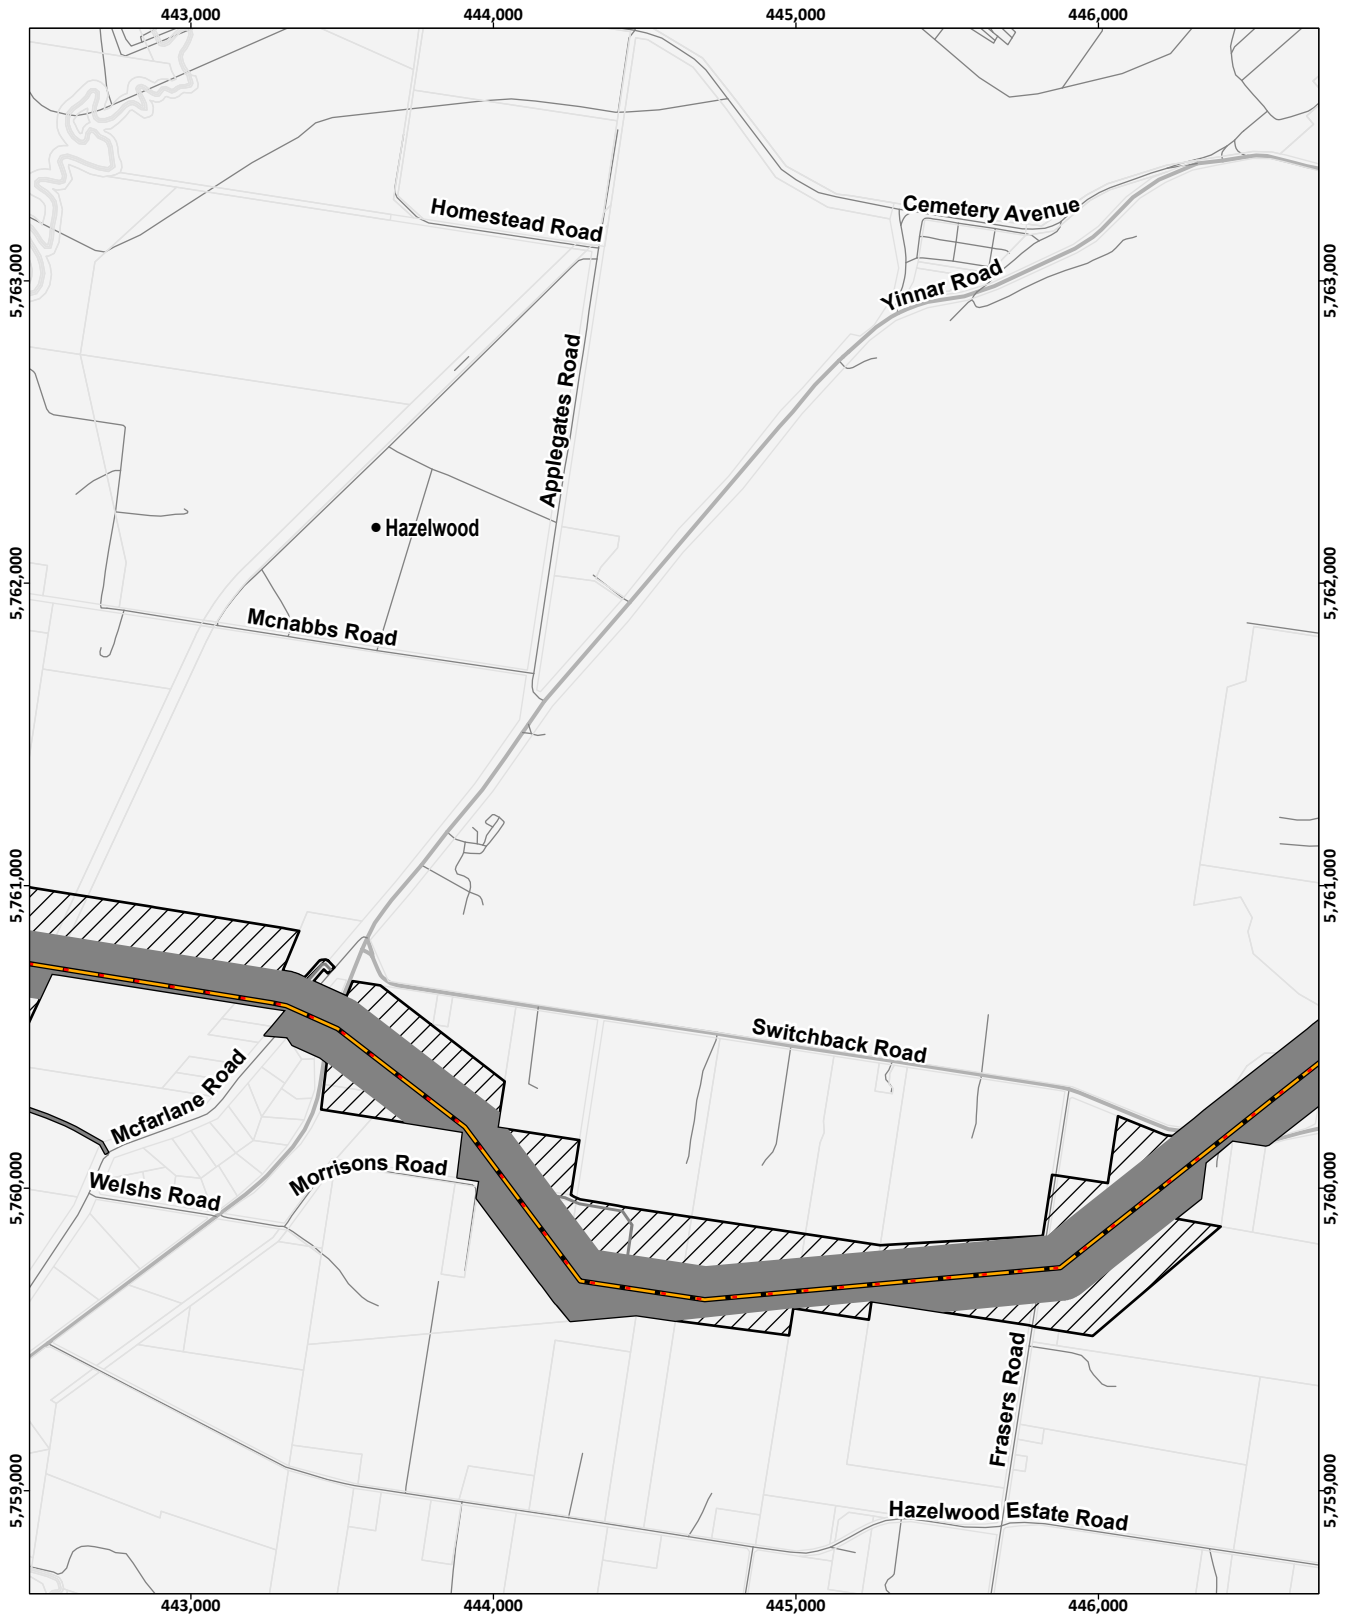 443,000
444,000
445,000
446,000
Cemetery Avenue
Homestead Road
5,763,000
Yinnar Road
5,763,000
Applegates Road
Hazelwood
5,762,000
5,762,000
Mcnabbs Road
5,761,000
5,761,000
Switchback Road
Mcfarlane Road
Morrisons Road
Welshs Road
5,760,000
5,760,000
Frasers Road
5,759,000
5,759,000
Hazelwood Estate Road
443,000
444,000
445,000
446,000